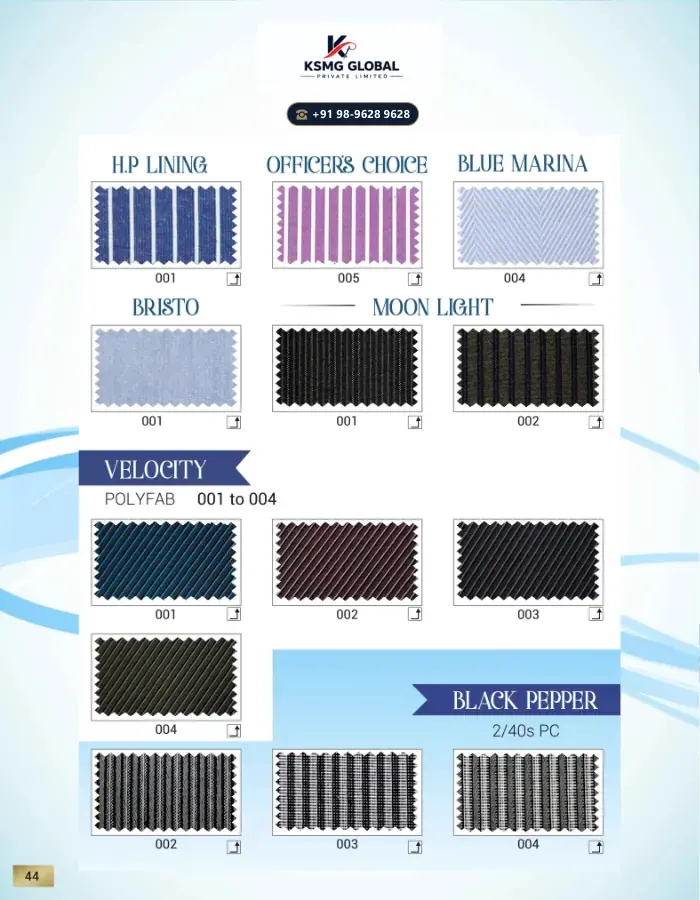 KSMG GLOBAL
PRIVATE LIMITED
+91 98-9628 9628
H.P LINING
OFFICER'S CHOICE
BLUE MARINA
001
005
004
BRISTO
MOON LIGHT
001
001
002
VELOCITY
POLYFAB 001 to 004
001
002
003
004
BLACK PEPPER
2/40s PC
002
003
004
44